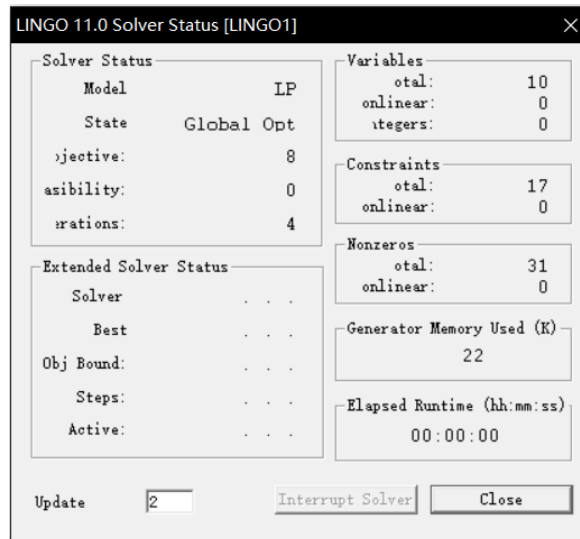 LINGO 11.0 Solver Status [LINGO1]
Solver Status
Model LP
State Global Opt
ojective: 8
asibility: 0
erations: 4
Extended Solver Status
Solver . . .
Best . . .
Obj Bound: . . .
Steps: . . .
Active: . . .
Variables
otal: 10
onlinear: 0
ntegers: 0
Constraints
otal: 17
onlinear: 0
Nonzeros
otal: 31
onlinear: 0
Generator Memory Used (K)
22
Elapsed Runtime (hh:mm:ss)
00:00:00
Update 2 Interrupt Solver Close